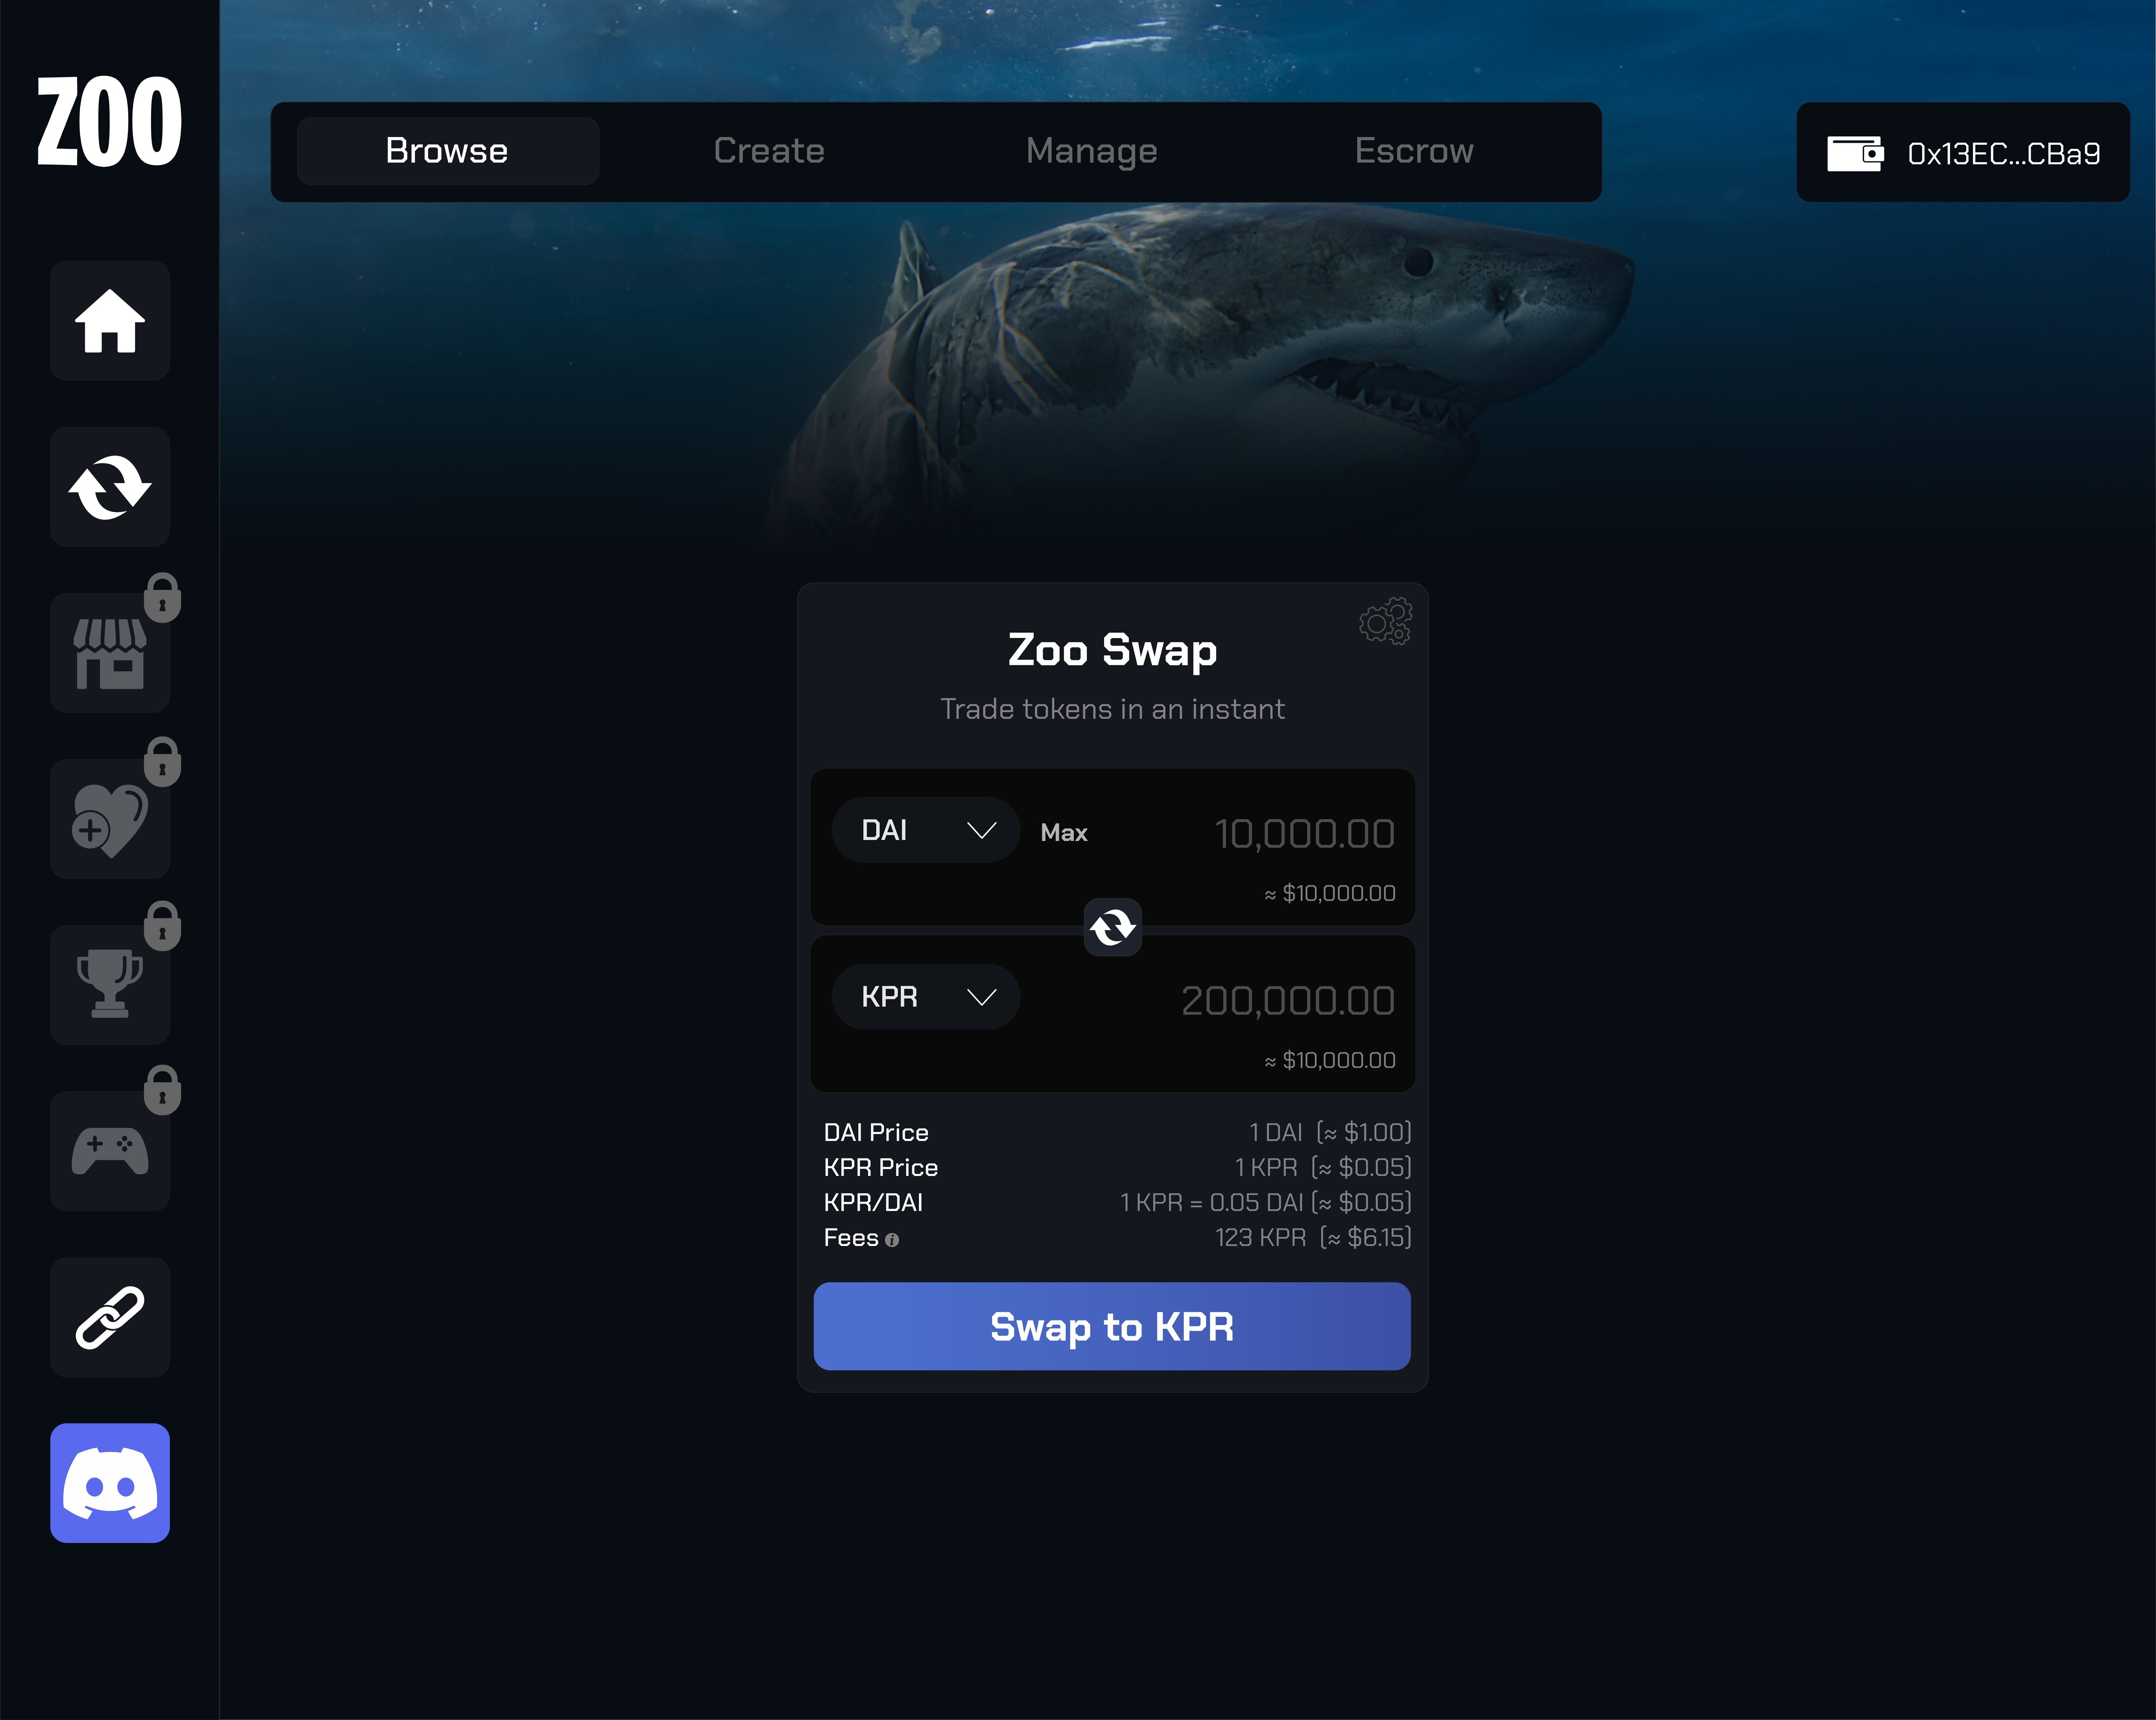 ZOO
Browse Create Manage Escrow
0x13EC...CBa9
Zoo Swap
Trade tokens in an instant
DAI Max 10,000.00
≈ $10,000.00
KPR 200,000.00
≈ $10,000.00
DAI Price 1 DAI (≈ $1.00)
KPR Price 1 KPR (≈ $0.05)
KPR/DAI 1 KPR = 0.05 DAI (≈ $0.05)
Fees i 123 KPR (≈ $6.15)
Swap to KPR